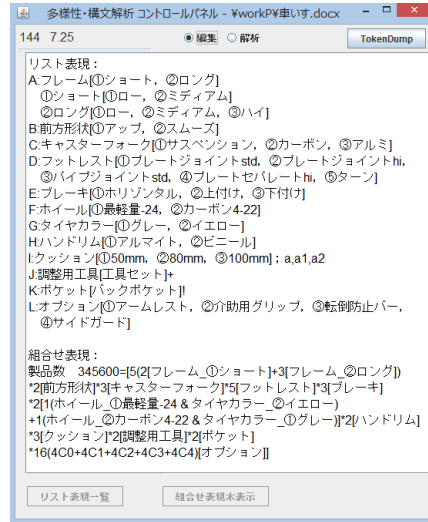 多様性・構文解析 コントロールパネル - ¥workP¥車いす.docx
144 7.25 編集 解析 TokenDump
リスト表現：
A:フレーム[①ショート，②ロング]
①ショート[①ロー，②ミディアム]
②ロング[①ロー，②ミディアム，③ハイ]
B:前方形状[①アップ，②スムーズ]
C:キャスターフォーク[①サスペンション，②カーボン，③アルミ]
D:フットレスト[①プレートジョイントstd，②プレートジョイントhi，
③パイプジョイントstd，④プレートセパレートhi，⑤ターン]
E:ブレーキ[①ホリゾンタル，②上付け，③下付け]
F:ホイール[①最軽量-24，②カーボン4-22]
G:タイヤカラー[①グレー，②イエロー]
H:ハンドリム[①アルマイト，②ビニール]
I:クッション[①50mm，②80mm，③100mm]；a,a1,a2
J:調整用工具[工具セット]+
K:ポケット[バックポケット]!
L:オプション[①アームレスト，②介助用グリップ，③転倒防止バー，
④サイドガード]
組合せ表現：
製品数 345600=[5(2[フレーム_①ショート]+3[フレーム_②ロング])
*2[前方形状]*3[キャスターフォーク]*5[フットレスト]*3[ブレーキ]
*2[1(ホイール_①最軽量-24＆タイヤカラー_②イエロー)
+1(ホイール_②カーボン4-22＆タイヤカラー_①グレー)]*2[ハンドリム]
*3[クッション]*2[調整用工具]*2[ポケット]
*16(4C0+4C1+4C2+4C3+4C4)[オプション]]
リスト表現一覧 組合せ表現未表示